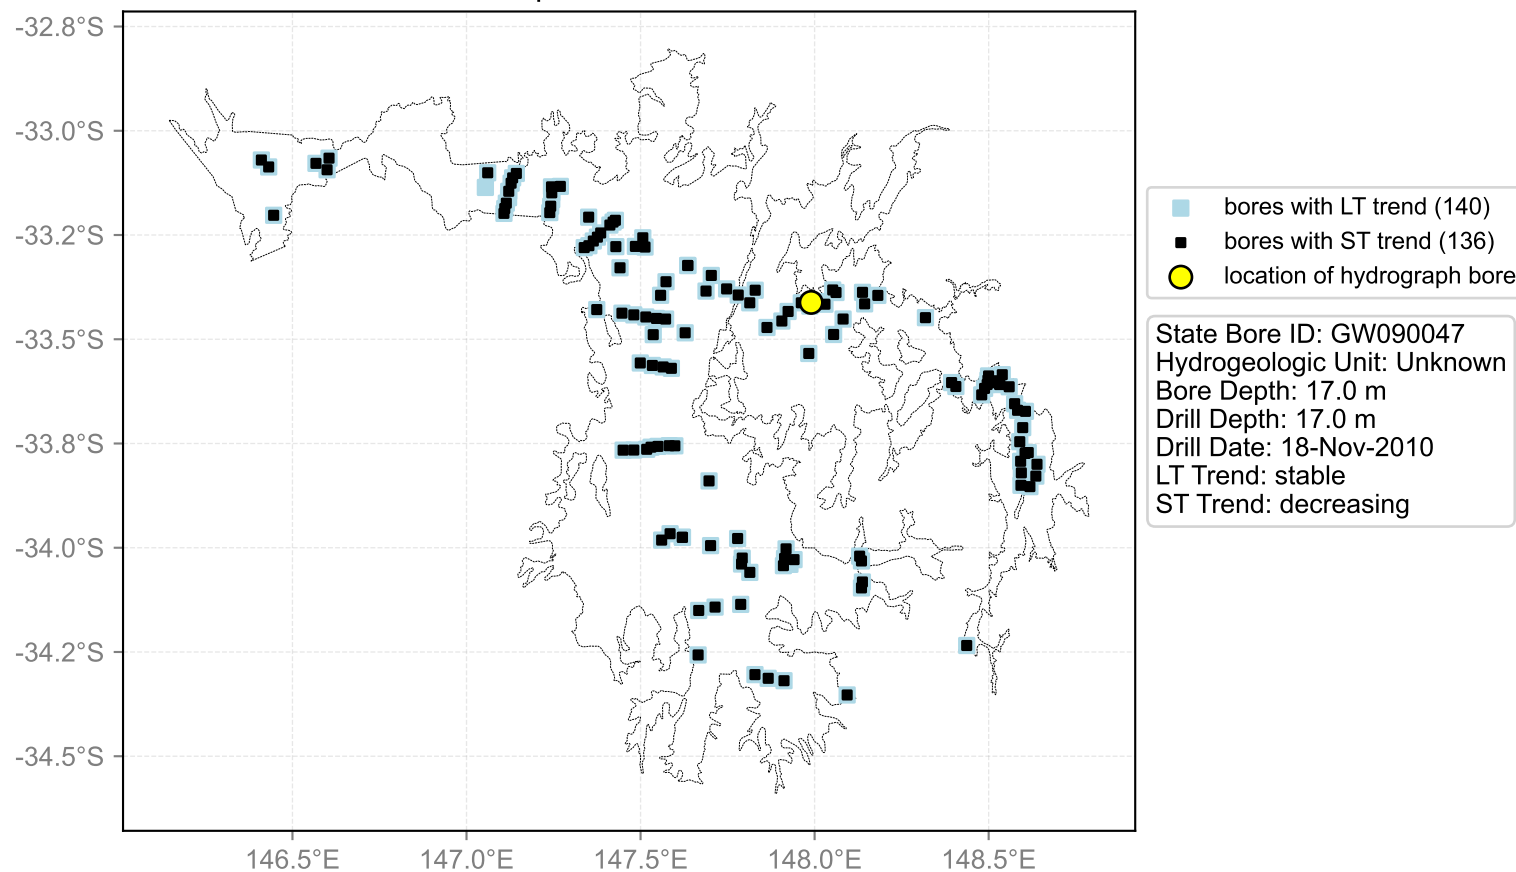 -32.8°S
-33.0°S
-33.2°S
-33.5°S
-33.8°S
-34.0°S
-34.2°S
-34.5°S
146.5°E
147.0°E
147.5°E
148.0°E
148.5°E
bores with LT trend (140)
bores with ST trend (136)
location of hydrograph bore
State Bore ID: GW090047
Hydrogeologic Unit: Unknown
Bore Depth: 17.0 m
Drill Depth: 17.0 m
Drill Date: 18-Nov-2010
LT Trend: stable
ST Trend: decreasing